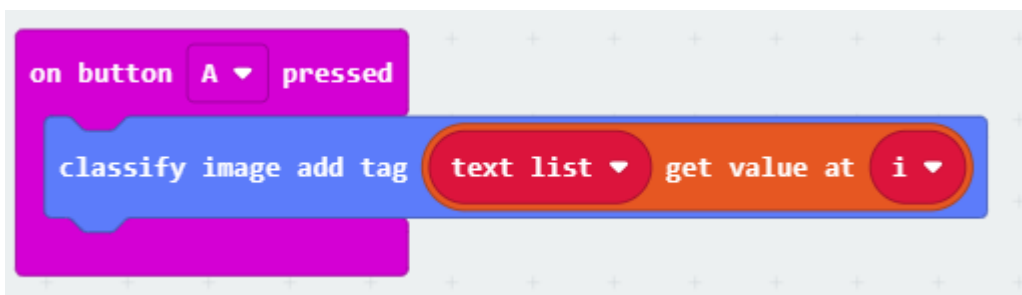 on button A pressed
classify image add tag text list get value at i